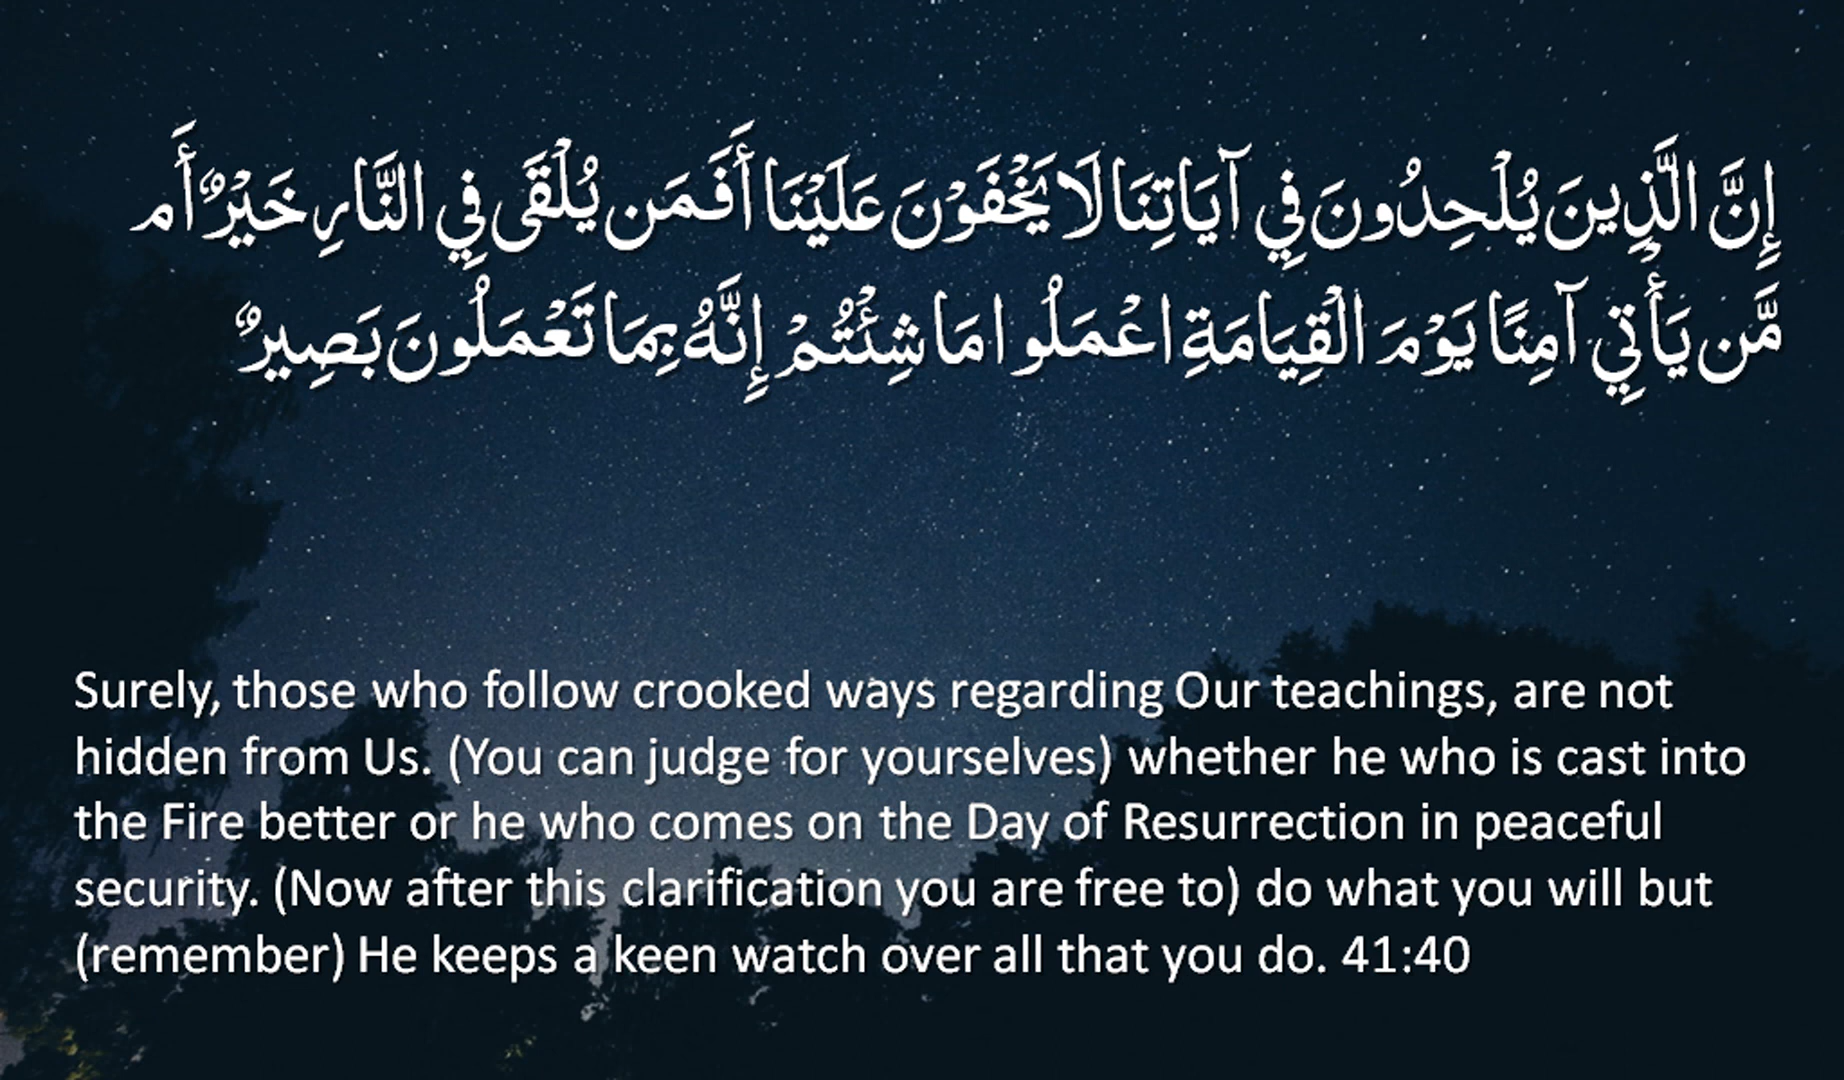 إِنَّ الَّذِينَ يُلْحِدُونَ فِي آيَاتِنَا لَا يَخْفَوْنَ عَلَيْنَا أَفَمَن يُلْقَى فِي النَّارِ خَيْرٌ أَم
مَّن يَأْتِي آمِنًا يَوْمَ الْقِيَامَةِ اعْمَلُوا مَا شِئْتُمْ إِنَّهُ بِمَا تَعْمَلُونَ بَصِيرٌ
Surely, those who follow crooked ways regarding Our teachings, are not
hidden from Us. (You can judge for yourselves) whether he who is cast into
the Fire better or he who comes on the Day of Resurrection in peaceful
security. (Now after this clarification you are free to) do what you will but
(remember) He keeps a keen watch over all that you do. 41:40